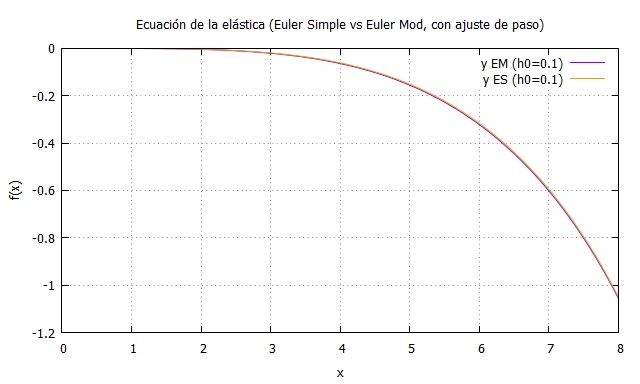 Ecuación de la elástica (Euler Simple vs Euler Mod, con ajuste de paso)
y EM (h0=0.1)
y ES (h0=0.1)
f(x)
0
-0.2
-0.4
-0.6
-0.8
-1
-1.2
0 1 2 3 4 5 6 7 8
x